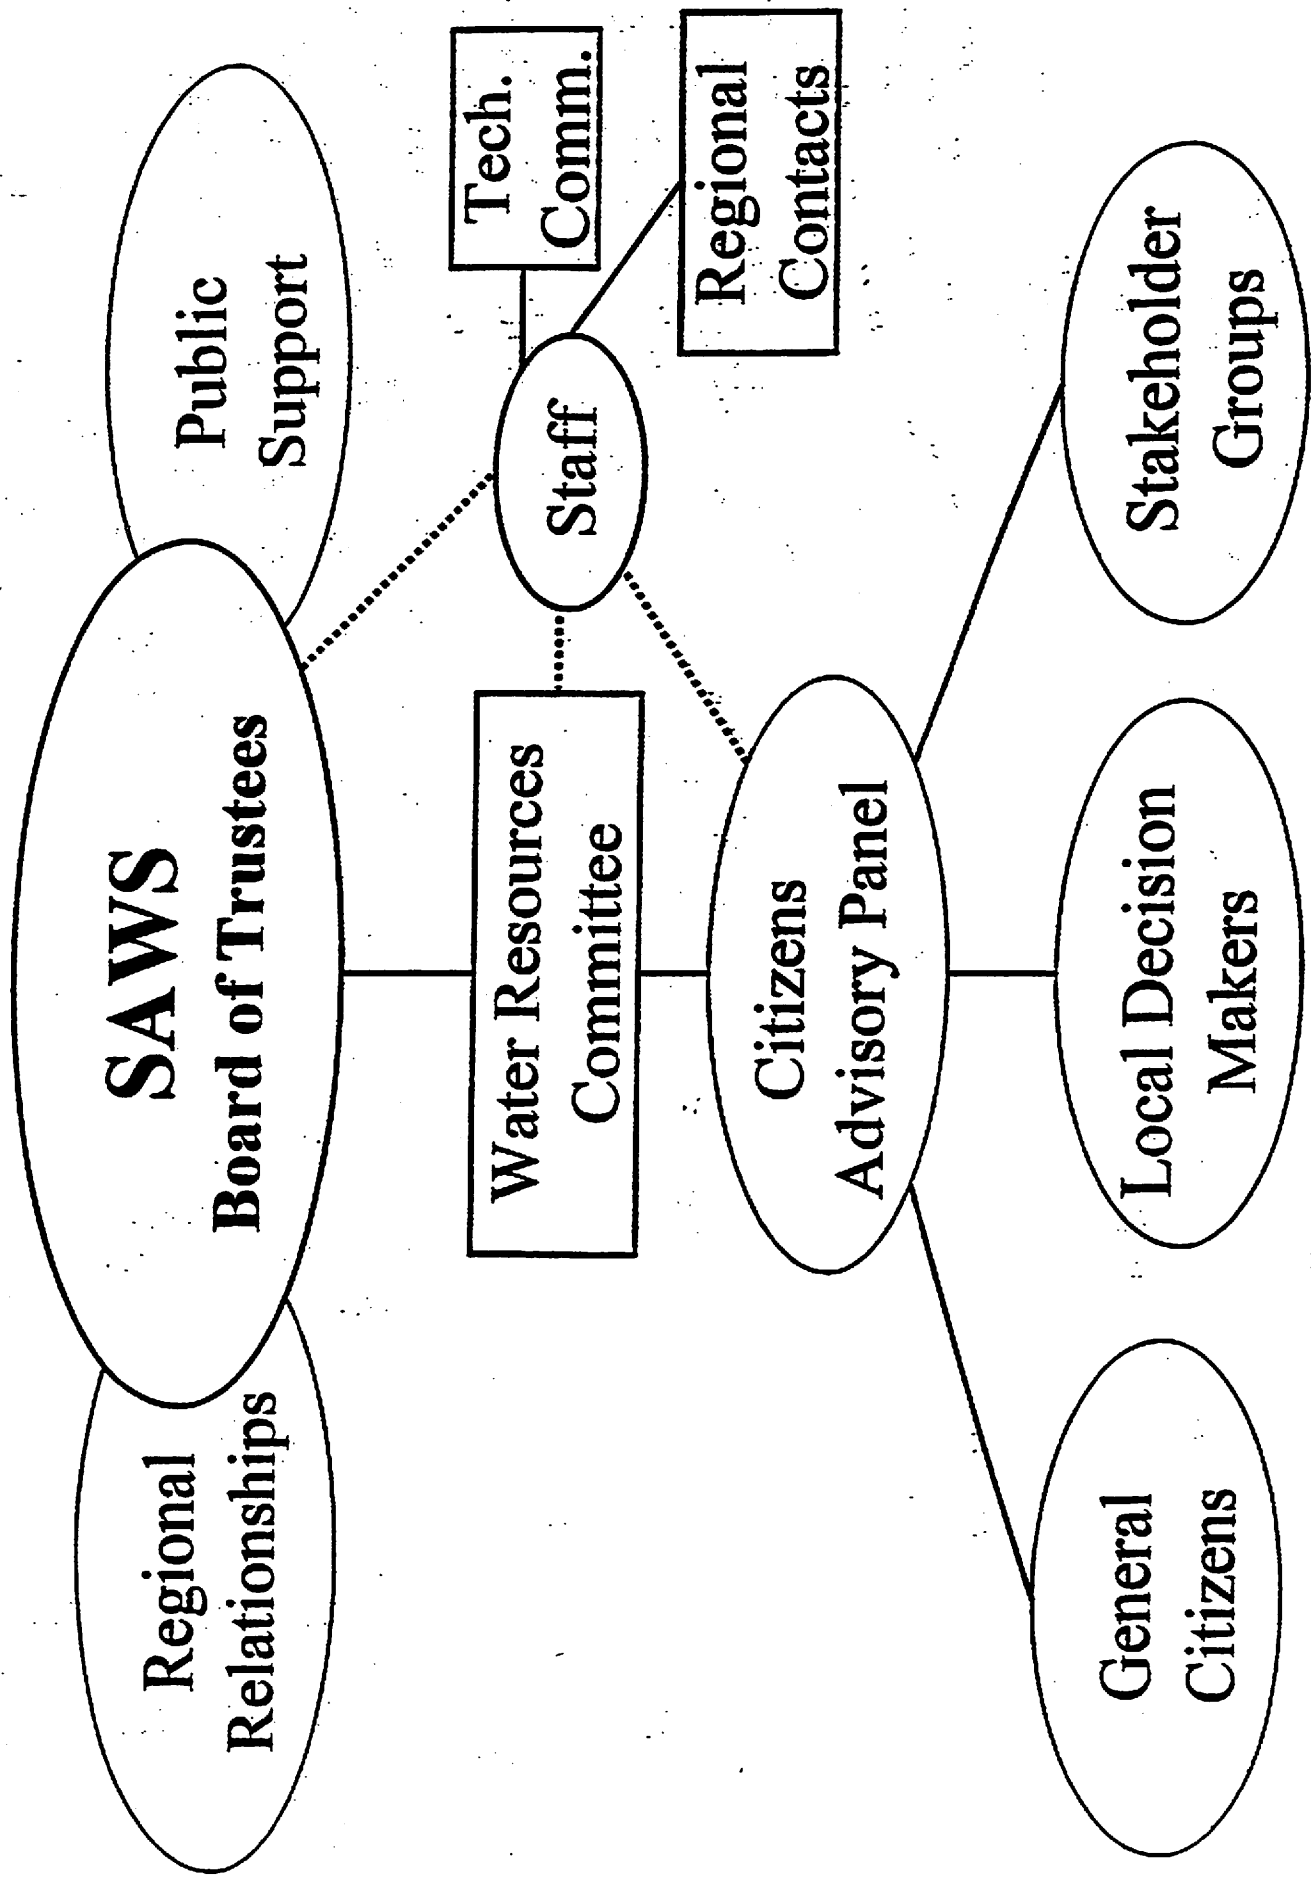 SAWS
Board of Trustees
Regional
Relationships
Public
Support
Water Resources
Committee
Staff
Tech.
Comm.
Regional
Contacts
Citizens
Advisory Panel
General
Citizens
Local Decision
Makers
Stakeholder
Groups